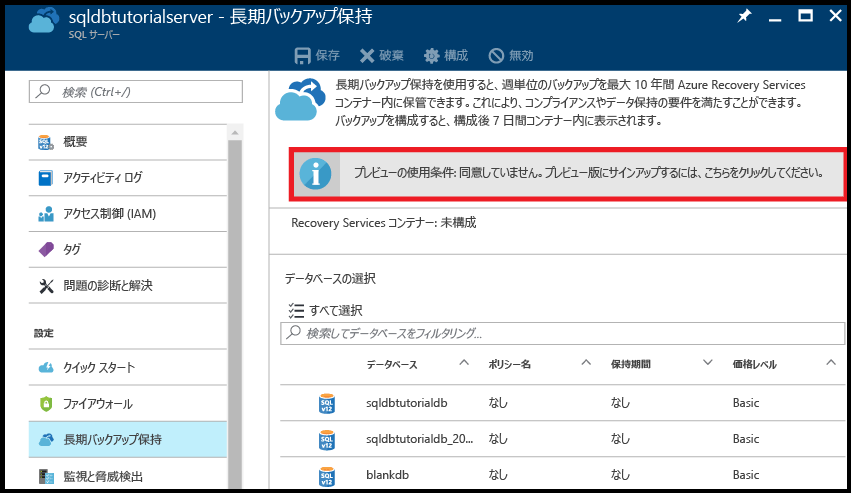 sqldbtutorialserver - 長期バックアップ保持
SQL サーバー
保存 破棄 構成 無効
検索 (Ctrl+/)
概要
アクティビティ ログ
アクセス制御 (IAM)
タグ
問題の診断と解決
設定
クイック スタート
ファイアウォール
長期バックアップ保持
監視と脅威検出
長期バックアップ保持を使用すると、週単位のバックアップを最大 10 年間 Azure Recovery Services
コンテナー内に保管できます。これにより、コンプライアンスやデータ保持の要件を満たすことができます。
バックアップを構成すると、構成後 7 日間コンテナー内に表示されます。
プレビューの使用条件: 同意していません。プレビュー版にサインアップするには、こちらをクリックしてください。
Recovery Services コンテナー: 未構成
データベースの選択
すべて選択
検索してデータベースをフィルタリング...
データベース ポリシー名 保持期間 価格レベル
SQL v12 sqldbtutorialdb なし なし Basic
SQL v12 sqldbtutorialdb_20... なし なし Basic
SQL v12 blankdb なし なし Basic